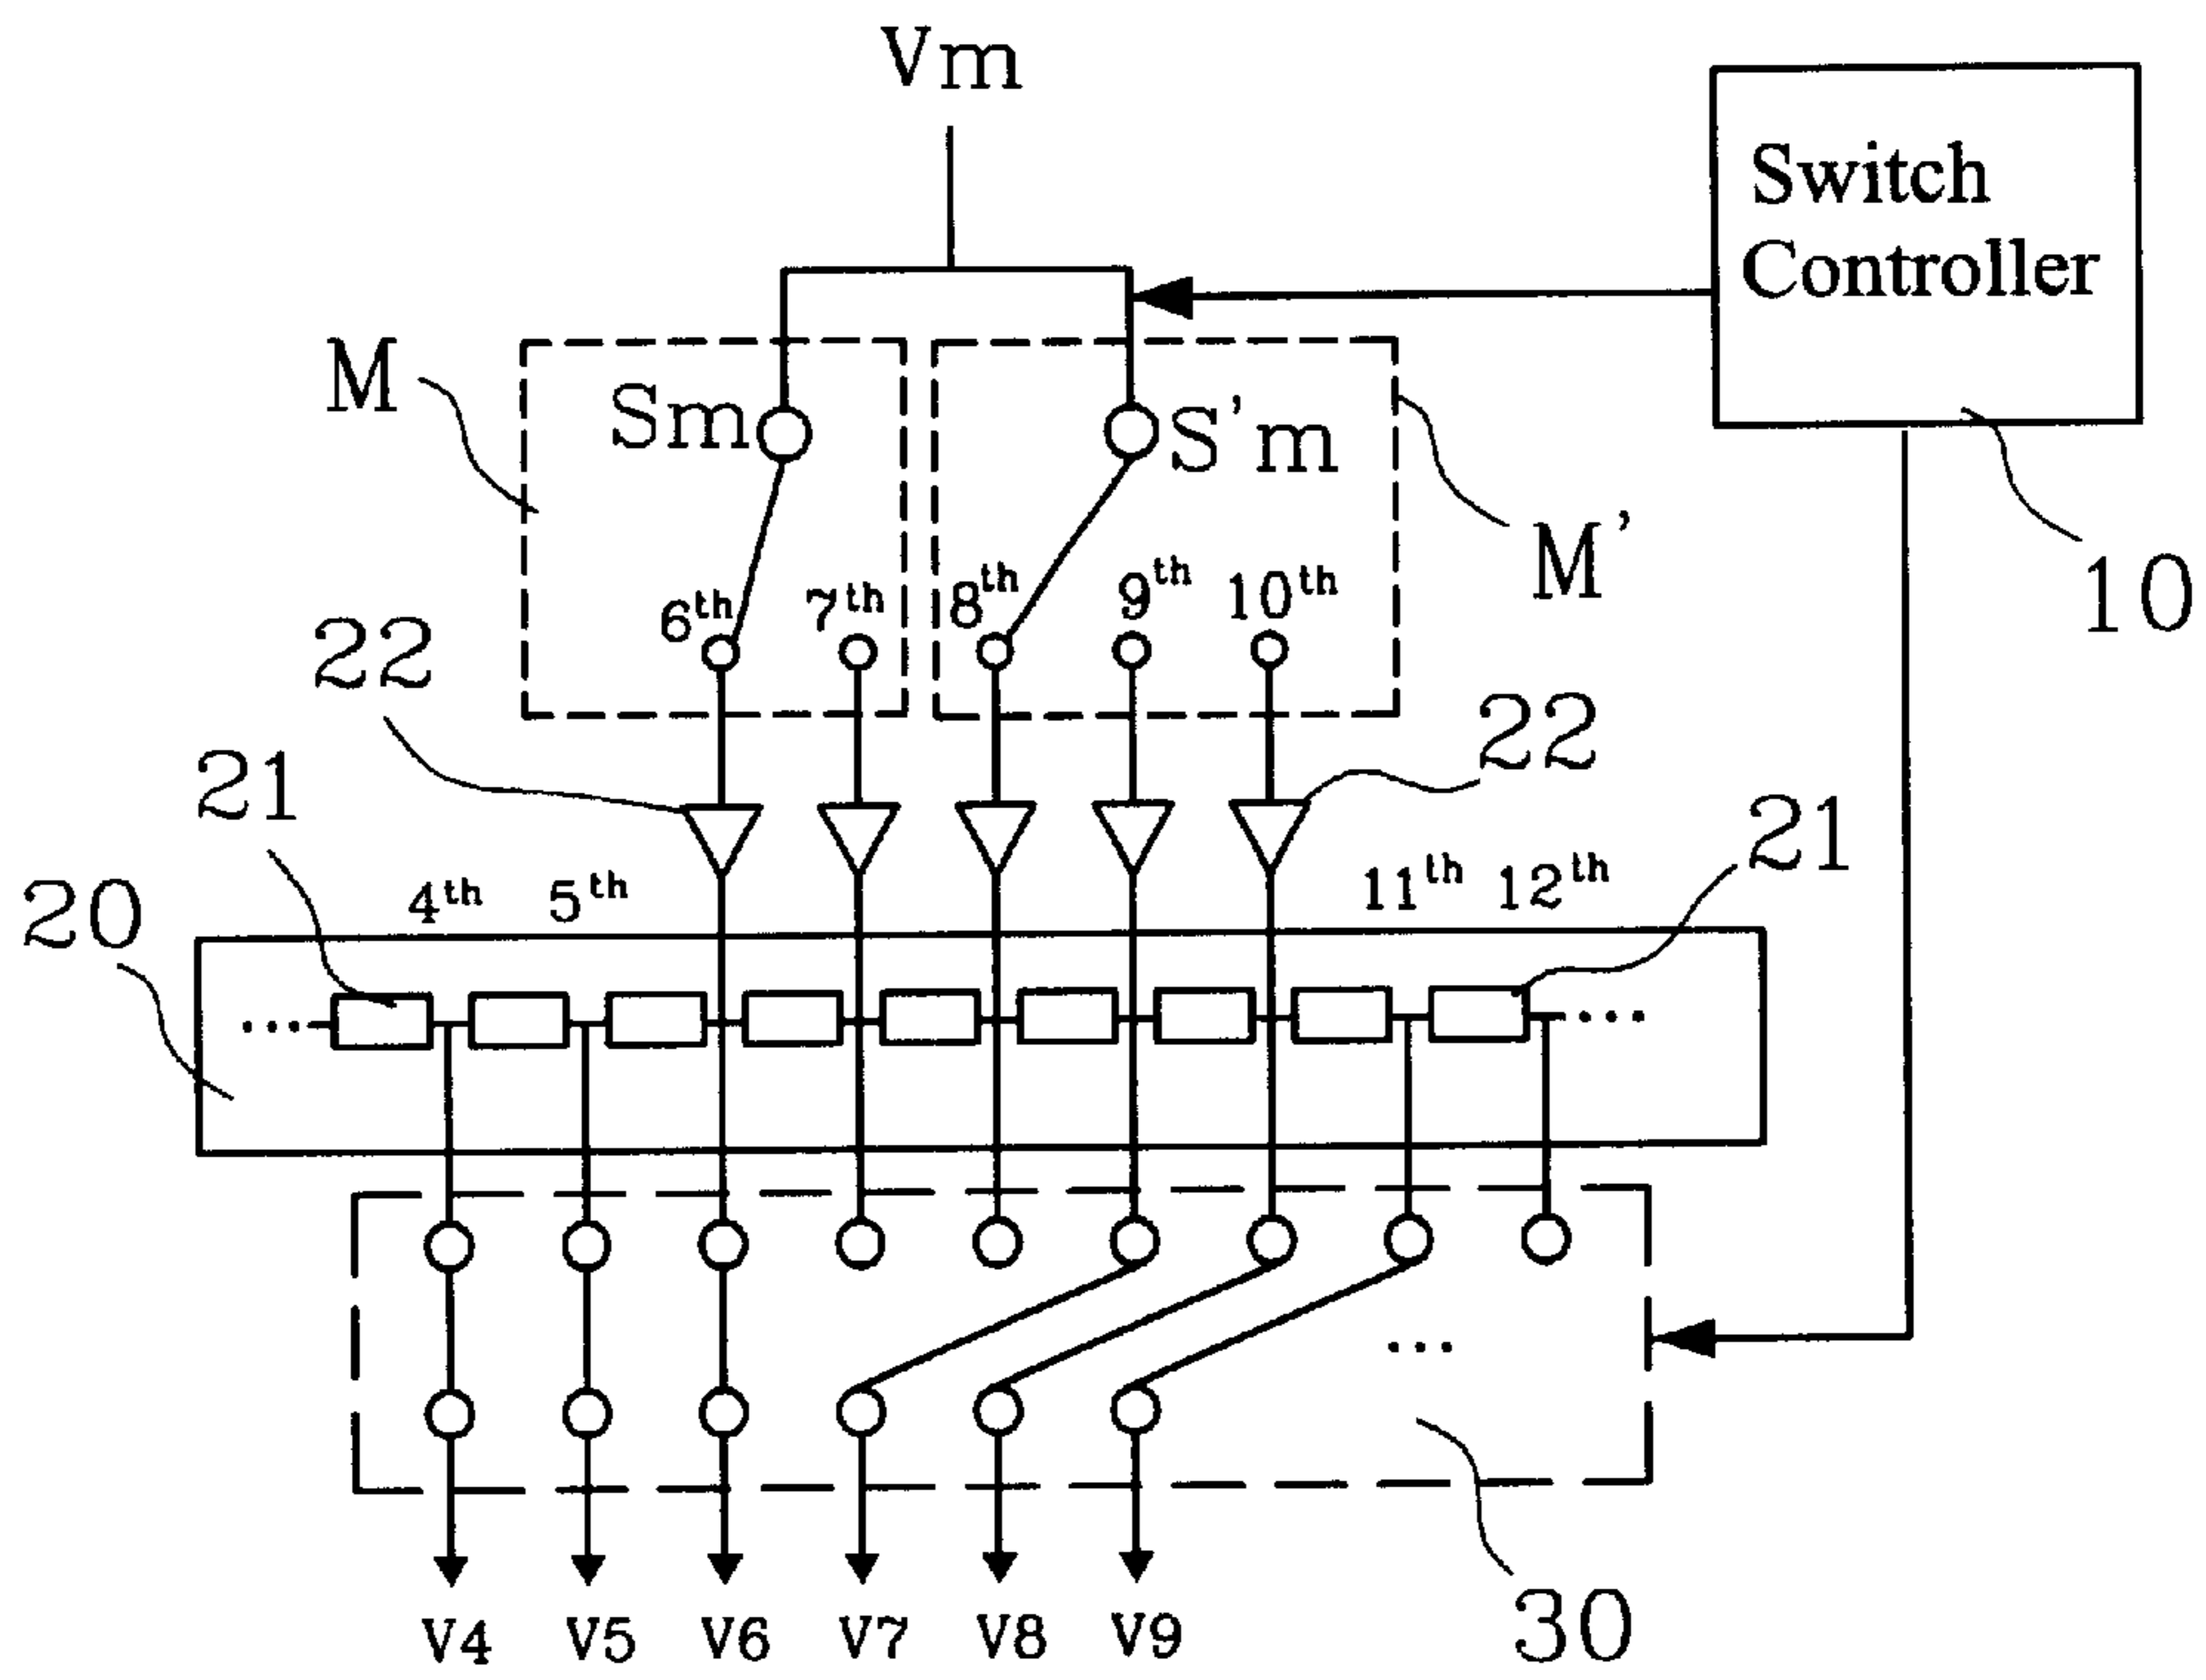 Vm
Switch
Controller
M
Sm
S'm
M'
10
6th
7th
8th
9th
10th
22
22
21
21
20
4th
5th
11th
12th
...
...
...
30
V4
V5
V6
V7
V8
V9